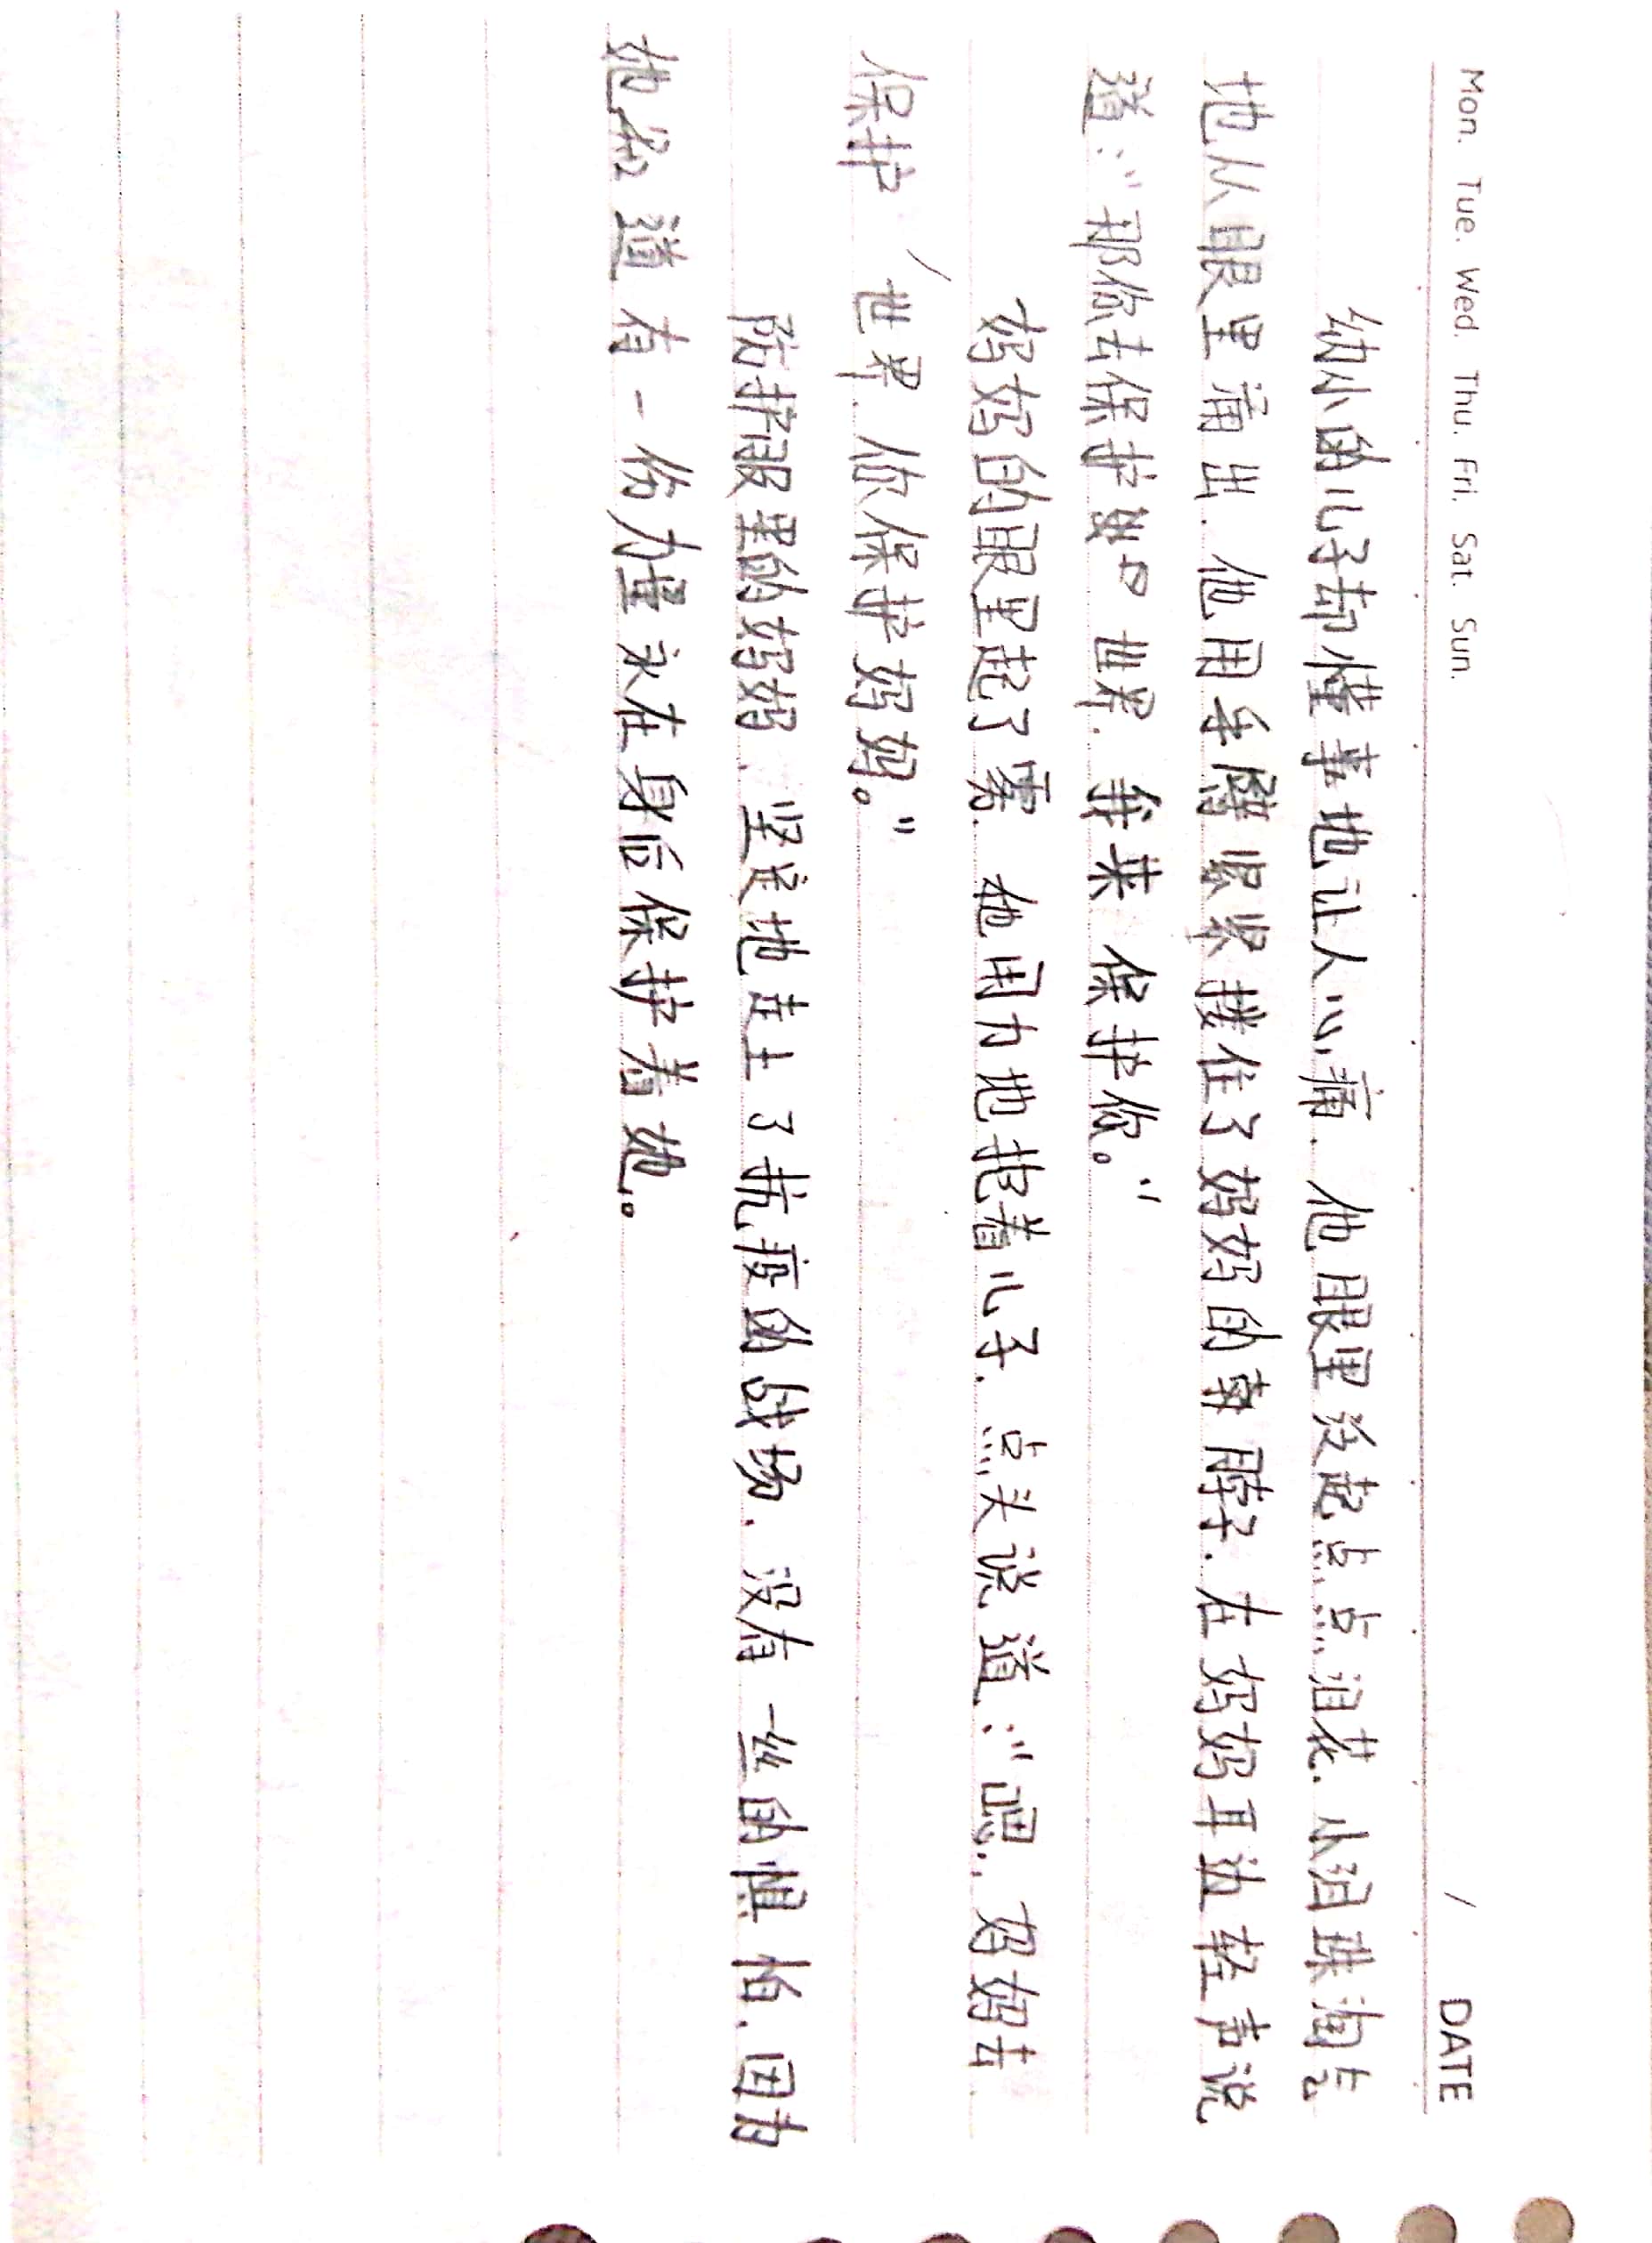 Mon. Tue. Wed. Thu. Fri. Sat. Sun. / DATE
幼小的儿子却懂事地让人心痛.他眼里泛起点点泪花.小泪珠淘气
地从眼里涌出.他用手臂紧紧搂住了妈妈的脖子.在妈妈耳边轻声说
道:"那你去保护 世界.我来保护你。"
妈妈的眼里起了雾.他用力地抱着儿子.点头说道:"嗯.妈妈去
保护世界.你保护妈妈。"
防护服里的妈妈.坚定地走上了抗疫的战场.没有一丝的惧怕.因为
她知道有一份力量永在身后保护着她。